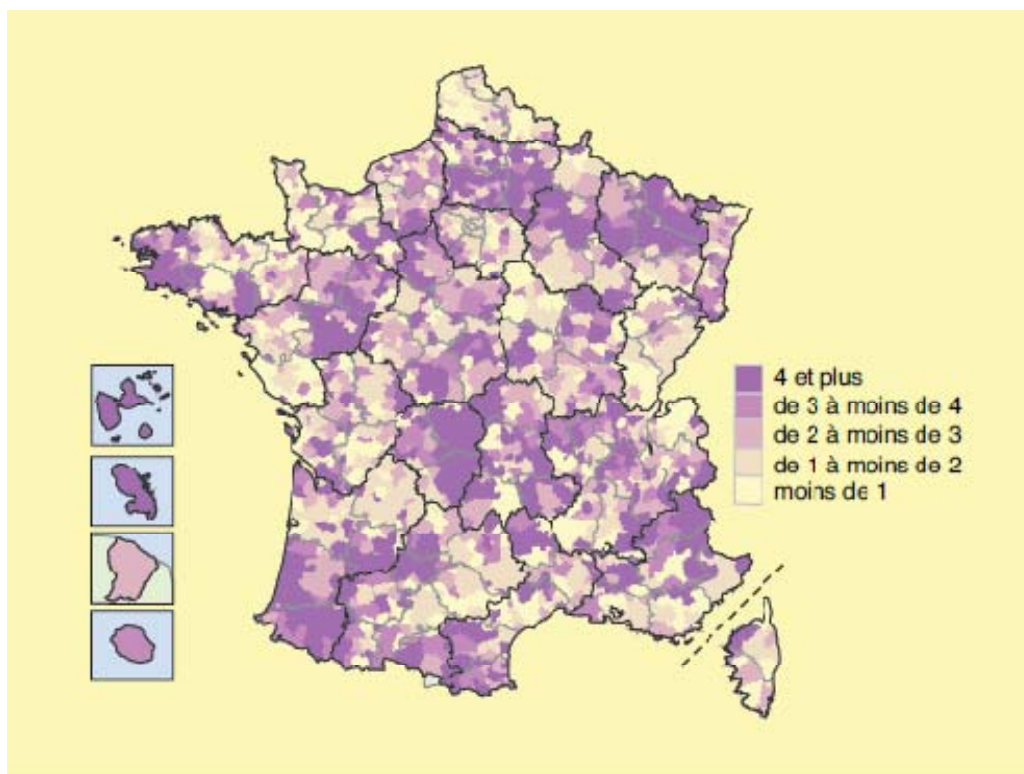 4 et plus
de 3 à moins de 4
de 2 à moins de 3
de 1 à moins de 2
moins de 1